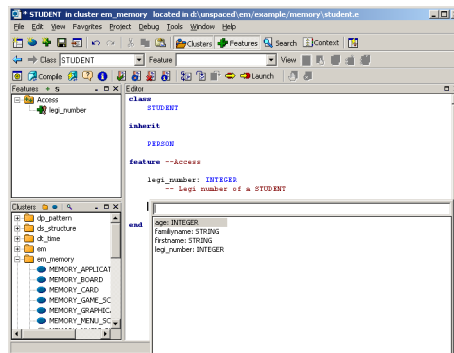 * STUDENT in cluster em_memory located in d:\unspaced\em/example/memory\student.e
File Edit View Favorites Project Debug Tools Window Help
Clusters Features Search Context
Class STUDENT Feature View
Compile Launch
Features
Access
legi_number
Editor
class
STUDENT
inherit
PERSON
feature --Access
legi_number: INTEGER
-- Legi number of a STUDENT
end
age: INTEGER
familyname: STRING
firstname: STRING
legi_number: INTEGER
Clusters
dp_pattern
ds_structure
dt_time
em
em_memory
MEMORY_APPLICAT
MEMORY_BOARD
MEMORY_CARD
MEMORY_GAME_SC
MEMORY_GRAPHIC
MEMORY_MENU_SC